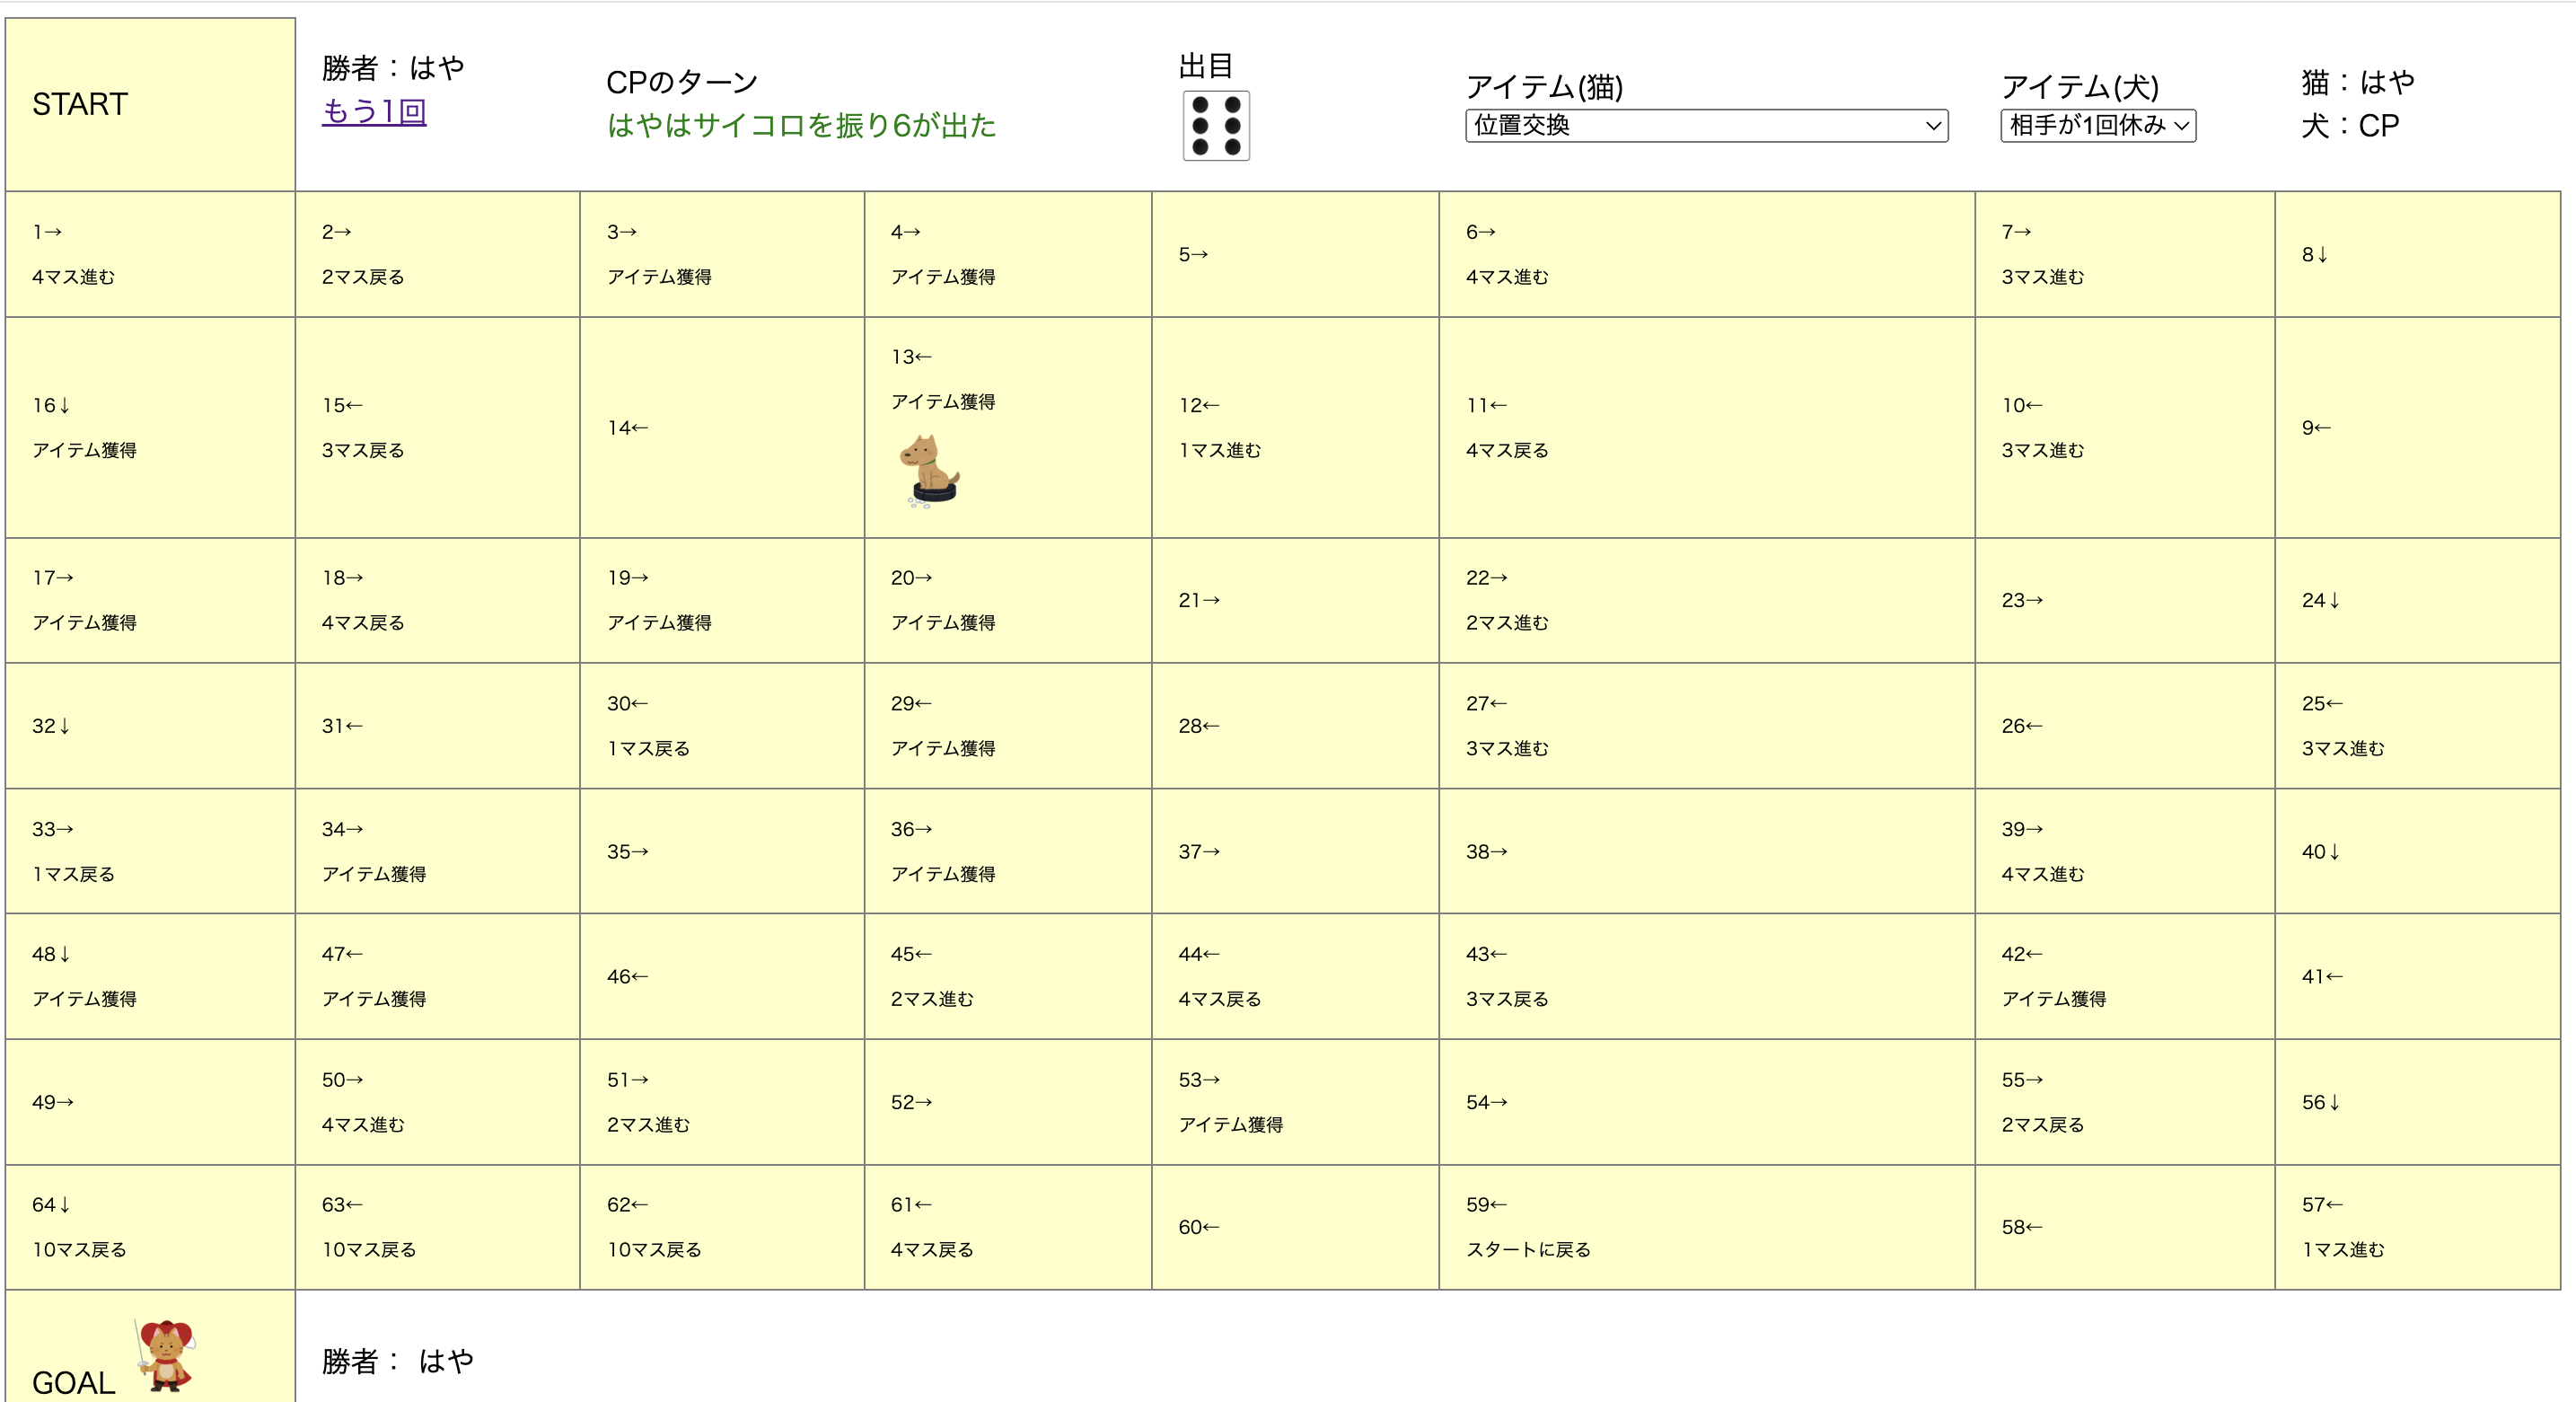 START
勝者：はや
もう1回
CPのターン
はやはサイコロを振り6が出た
出目
アイテム(猫)
位置交換
アイテム(犬)
相手が1回休み
猫：はや
犬：CP
1→
4マス進む
2→
2マス戻る
3→
アイテム獲得
4→
アイテム獲得
5→
6→
4マス進む
7→
3マス進む
8↓
16↓
アイテム獲得
15←
3マス戻る
14←
13←
アイテム獲得
12←
1マス進む
11←
4マス戻る
10←
3マス進む
9←
17→
アイテム獲得
18→
4マス戻る
19→
アイテム獲得
20→
アイテム獲得
21→
22→
2マス進む
23→
24↓
32↓
31←
30←
1マス戻る
29←
アイテム獲得
28←
27←
3マス進む
26←
25←
3マス進む
33→
1マス戻る
34→
アイテム獲得
35→
36→
アイテム獲得
37→
38→
39→
4マス進む
40↓
48↓
アイテム獲得
47←
アイテム獲得
46←
45←
2マス進む
44←
4マス戻る
43←
3マス戻る
42←
アイテム獲得
41←
49→
50→
4マス進む
51→
2マス進む
52→
53→
アイテム獲得
54→
55→
2マス戻る
56↓
64↓
10マス戻る
63←
10マス戻る
62←
10マス戻る
61←
4マス戻る
60←
59←
スタートに戻る
58←
57←
1マス進む
GOAL
勝者： はや